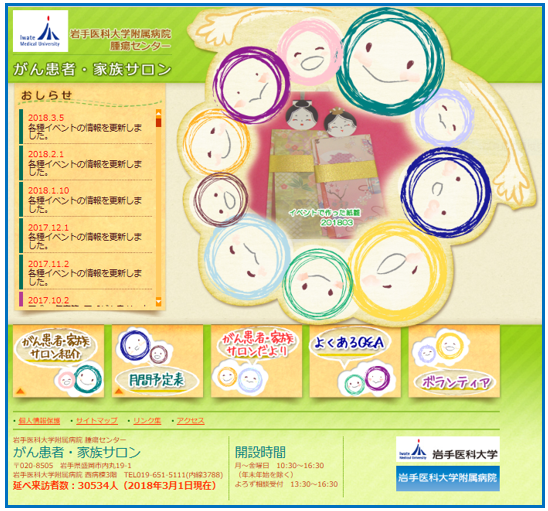 Iwate
Medical University
岩手医科大学附属病院
腫瘍センター
がん患者・家族サロン
おしらせ
2018.3.5
各種イベントの情報を更新しました。
2018.2.1
各種イベントの情報を更新しました。
2018.1.10
各種イベントの情報を更新しました。
2017.12.1
各種イベントの情報を更新しました。
2017.11.2
各種イベントの情報を更新しました。
2017.10.2
イベントで作った紙雛
201803
がん患者・家族
サロン紹介
月間予定表
がん患者・家族
サロンだより
よくあるQ&A
ボランティア
・個人情報保護 ・サイトマップ ・リンク集 ・アクセス
岩手医科大学附属病院 腫瘍センター
がん患者・家族サロン
〒020-8505 岩手県盛岡市内丸19-1
岩手医科大学附属病院 西病棟3階 TEL019-651-5111(内線3788)
延べ来訪者数：30534人（2018年3月1日現在）
開設時間
月～金曜日 10:30～16:30
（年末年始を除く）
よろず相談受付 13:30～16:30
Iwate
Medical University
岩手医科大学
岩手医科大学附属病院